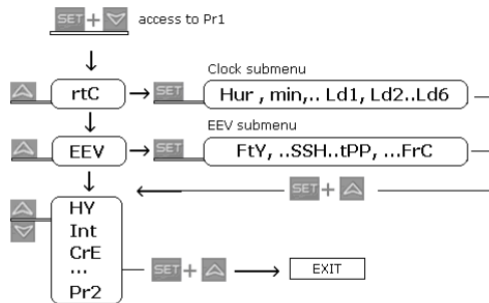 SET + access to Pr1
Clock submenu
rtC SET Hur , min,.. Ld1, Ld2..Ld6
EEV submenu
EEV SET FtY, ..SSH..tPP, ...FrC
SET +
HY
Int
CrE
...
Pr2
SET + EXIT